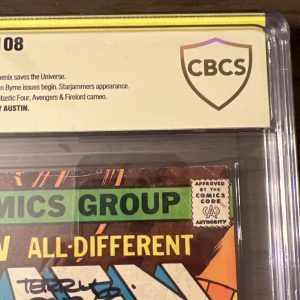 08
enix saves the Universe.
n Byrne issues begin. Starjammers appearance.
tastic Four, Avengers & Firelord cameo.
Y AUSTIN.
CBCS
MICS GROUP
APPROVED
BY THE
COMICS
CODE
AUTHORITY
ALL-DIFFERENT
TERRY